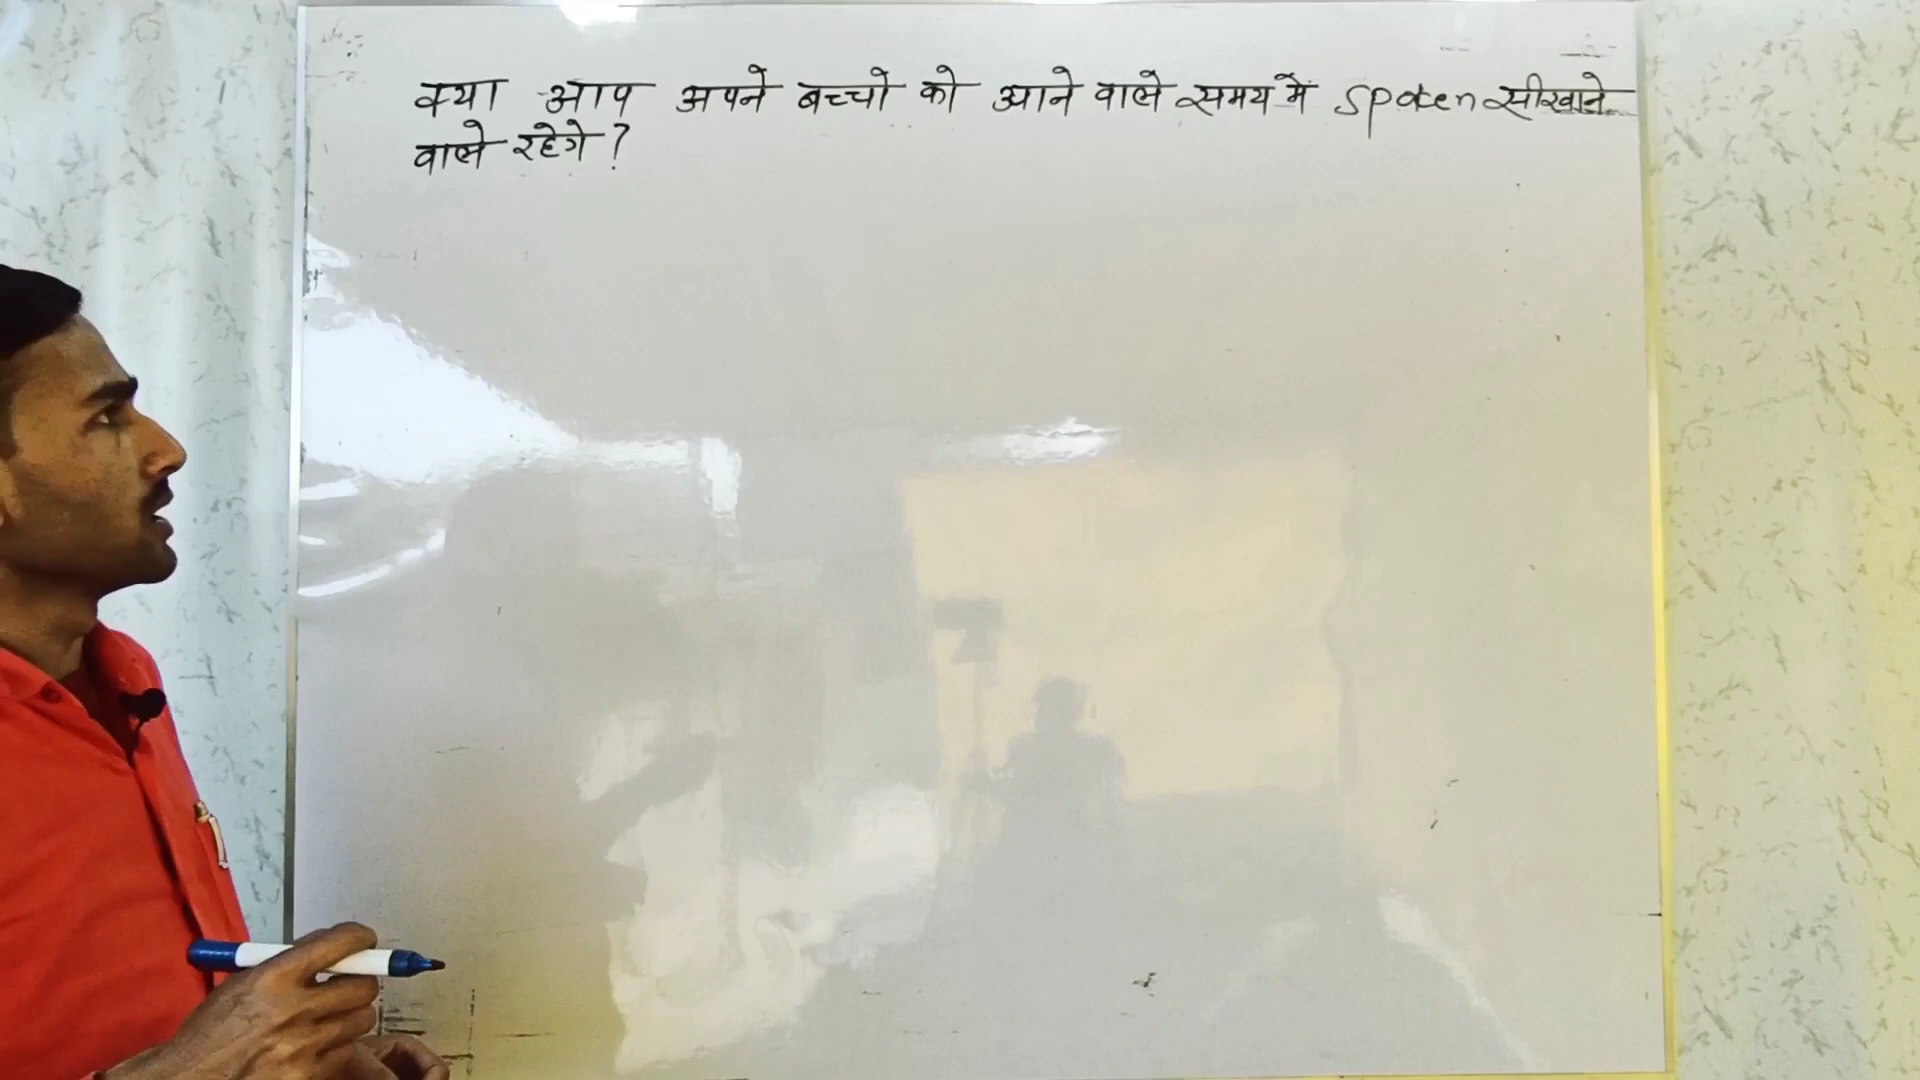 क्या आप अपने बच्चो को आने वाले समय मे spoken सीखाने
वाले रहेगे ?